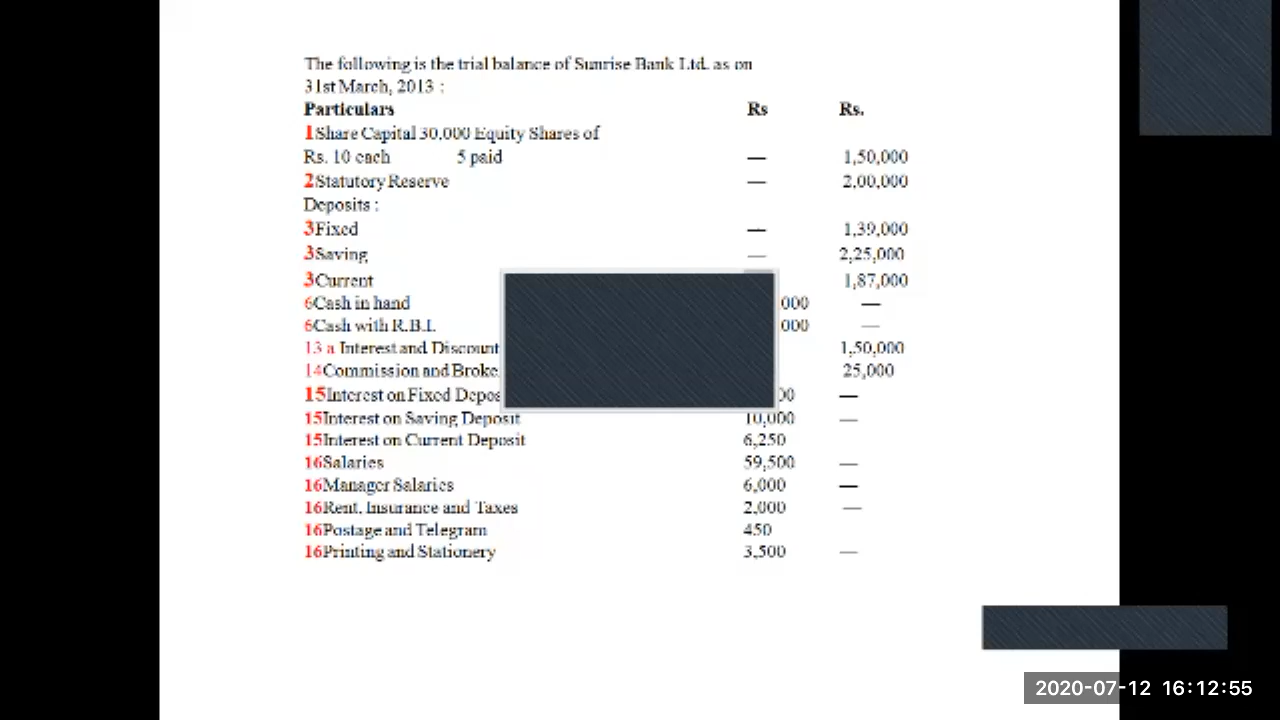 The following is the trial balance of Sunrise Bank Ltd. as on
31st March, 2013 :
Particulars Rs Rs.
1Share Capital 30,000 Equity Shares of
Rs. 10 each 5 paid — 1,50,000
2Statutory Reserve — 2,00,000
Deposits :
3Fixed — 1,39,000
3Saving — 2,25,000
3Current 1,87,000
6Cash in hand 000 —
6Cash with R.B.I. 000 —
13 a Interest and Discount 1,50,000
14Commission and Broke 25,000
15Interest on Fixed Depos 00 —
15Interest on Saving Deposit 10,000 —
15Interest on Current Deposit 6,250
16Salaries 59,500 —
16Manager Salaries 6,000 —
16Rent, Insurance and Taxes 2,000 —
16Postage and Telegram 450
16Printing and Stationery 3,500 —
2020-07-12 16:12:55